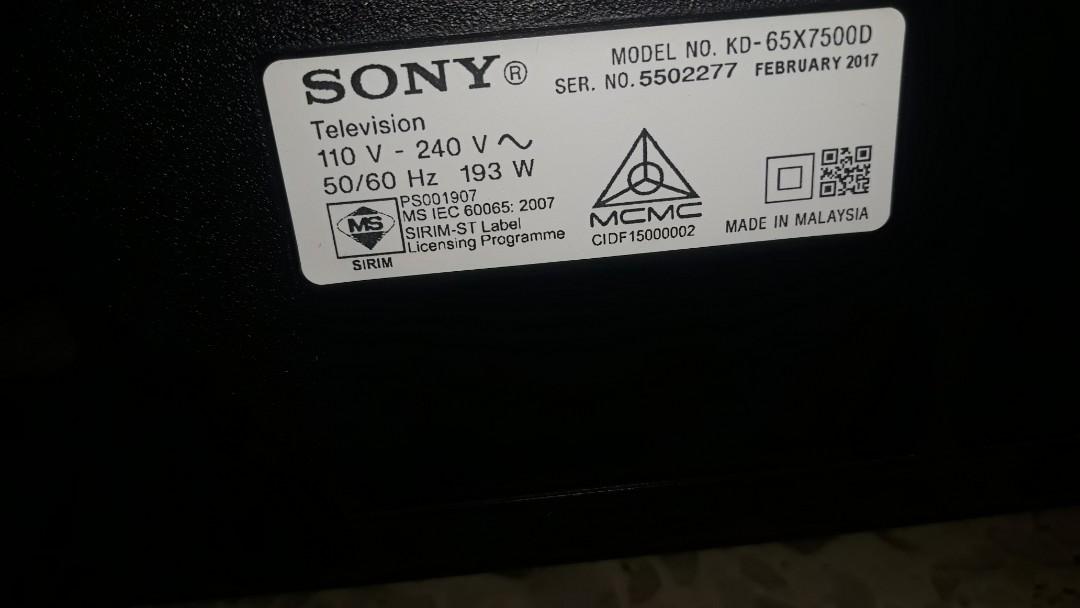 SONY®
MODEL NO. KD-65X7500D
SER. NO. 5502277 FEBRUARY 2017
Television
110 V - 240 V ~
50/60 Hz 193 W
MS
SIRIM
PS001907
MS IEC 60065: 2007
SIRIM-ST Label
Licensing Programme
MCMC
CIDF15000002
MADE IN MALAYSIA